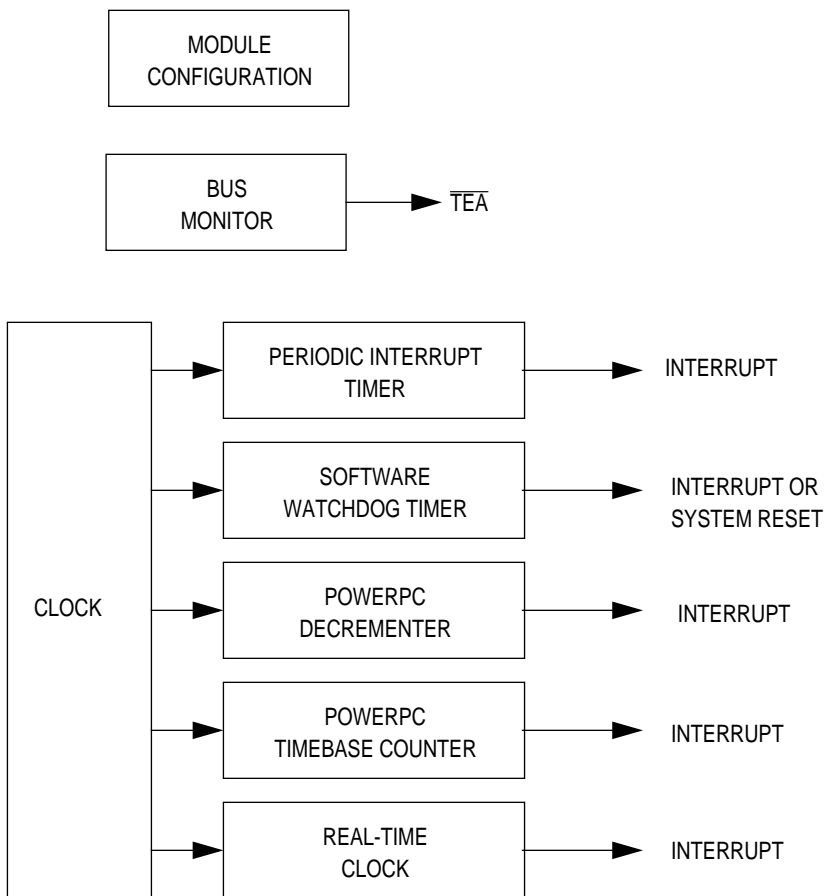 MODULE
CONFIGURATION
BUS
MONITOR
TEA
CLOCK
PERIODIC INTERRUPT
TIMER
INTERRUPT
SOFTWARE
WATCHDOG TIMER
INTERRUPT OR
SYSTEM RESET
POWERPC
DECREMENTER
INTERRUPT
POWERPC
TIMEBASE COUNTER
INTERRUPT
REAL-TIME
CLOCK
INTERRUPT